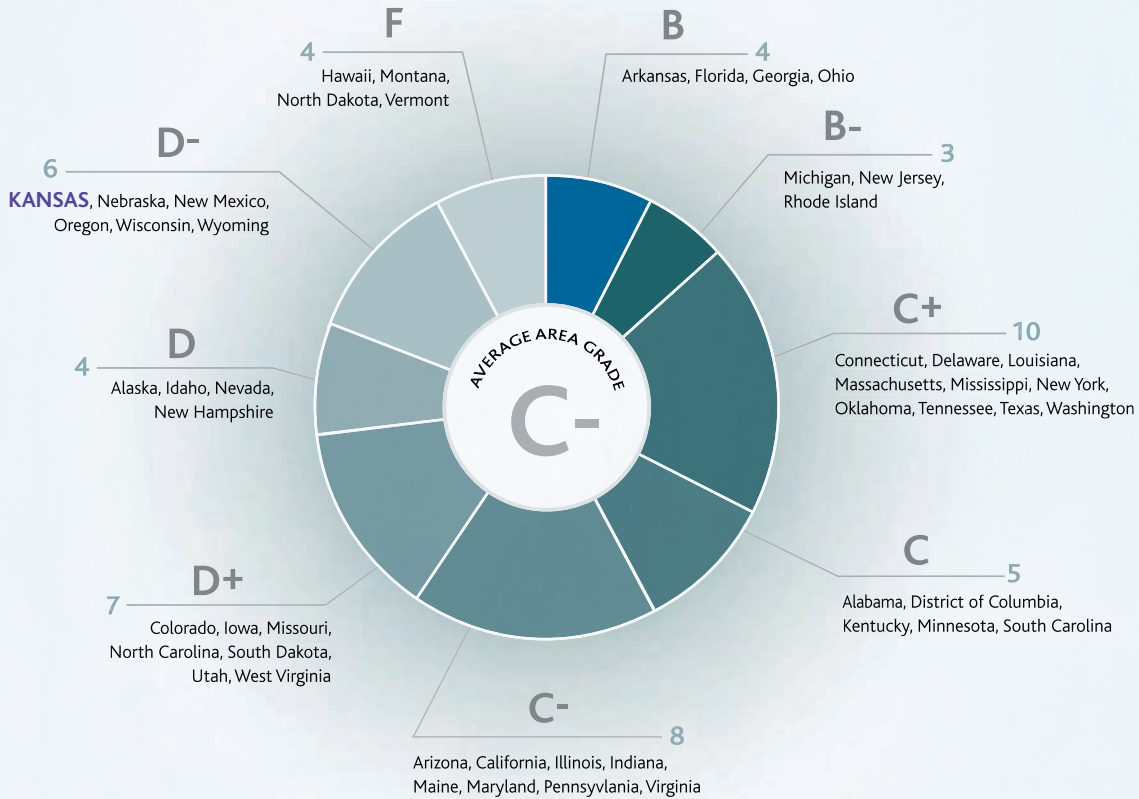 F
4
Hawaii, Montana,
North Dakota, Vermont
B
4
Arkansas, Florida, Georgia, Ohio
B-
3
Michigan, New Jersey,
Rhode Island
C+
10
Connecticut, Delaware, Louisiana,
Massachusetts, Mississippi, New York,
Oklahoma, Tennessee, Texas, Washington
C
5
Alabama, District of Columbia,
Kentucky, Minnesota, South Carolina
C-
8
Arizona, California, Illinois, Indiana,
Maine, Maryland, Pennsyvlania, Virginia
D+
7
Colorado, Iowa, Missouri,
North Carolina, South Dakota,
Utah, West Virginia
D
4
Alaska, Idaho, Nevada,
New Hampshire
D-
6
KANSAS, Nebraska, New Mexico,
Oregon, Wisconsin, Wyoming
AVERAGE AREA GRADE
C-